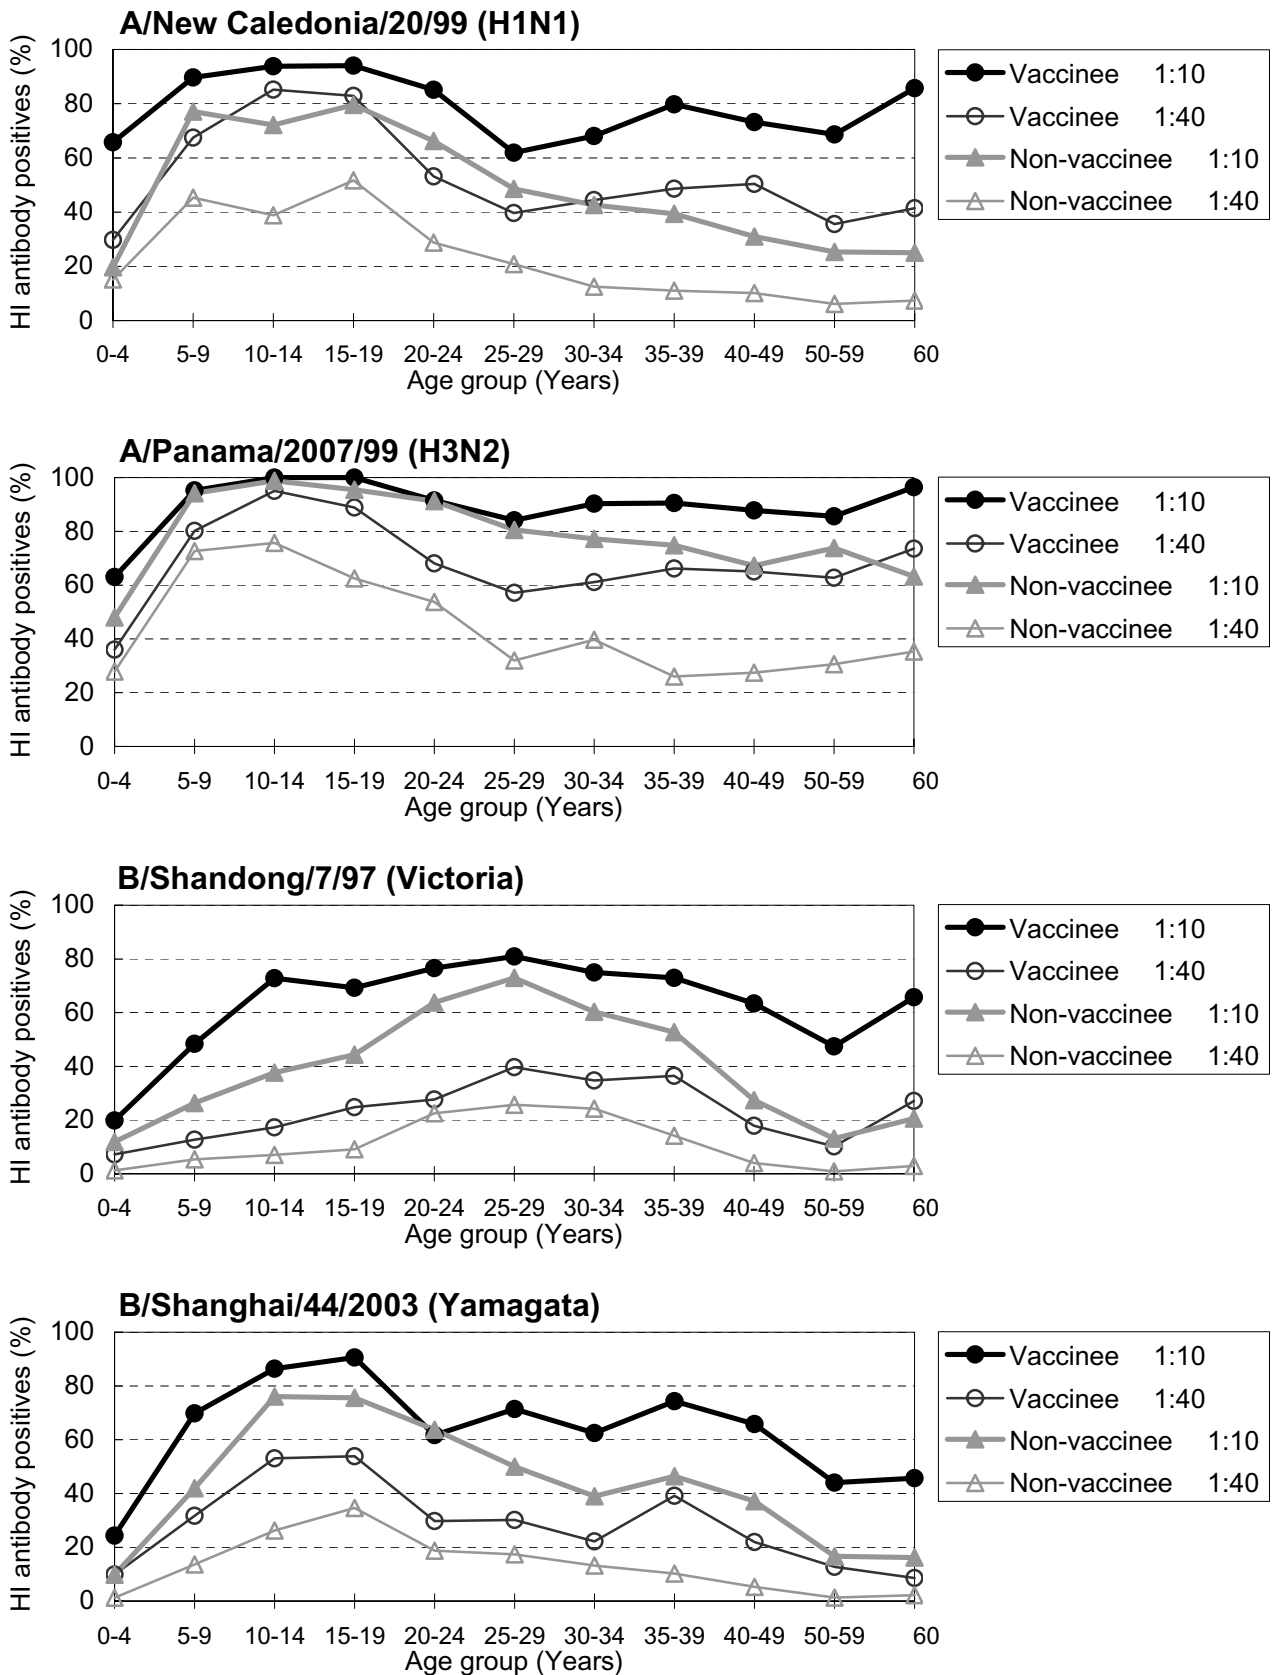 A/New Caledonia/20/99 (H1N1)
HI antibody positives (%)
100
80
60
40
20
0
0-4 5-9 10-14 15-19 20-24 25-29 30-34 35-39 40-49 50-59 60
Age group (Years)
Vaccinee 1:10
Vaccinee 1:40
Non-vaccinee 1:10
Non-vaccinee 1:40
A/Panama/2007/99 (H3N2)
HI antibody positives (%)
100
80
60
40
20
0
0-4 5-9 10-14 15-19 20-24 25-29 30-34 35-39 40-49 50-59 60
Age group (Years)
Vaccinee 1:10
Vaccinee 1:40
Non-vaccinee 1:10
Non-vaccinee 1:40
B/Shandong/7/97 (Victoria)
HI antibody positives (%)
100
80
60
40
20
0
0-4 5-9 10-14 15-19 20-24 25-29 30-34 35-39 40-49 50-59 60
Age group (Years)
Vaccinee 1:10
Vaccinee 1:40
Non-vaccinee 1:10
Non-vaccinee 1:40
B/Shanghai/44/2003 (Yamagata)
HI antibody positives (%)
100
80
60
40
20
0
0-4 5-9 10-14 15-19 20-24 25-29 30-34 35-39 40-49 50-59 60
Age group (Years)
Vaccinee 1:10
Vaccinee 1:40
Non-vaccinee 1:10
Non-vaccinee 1:40